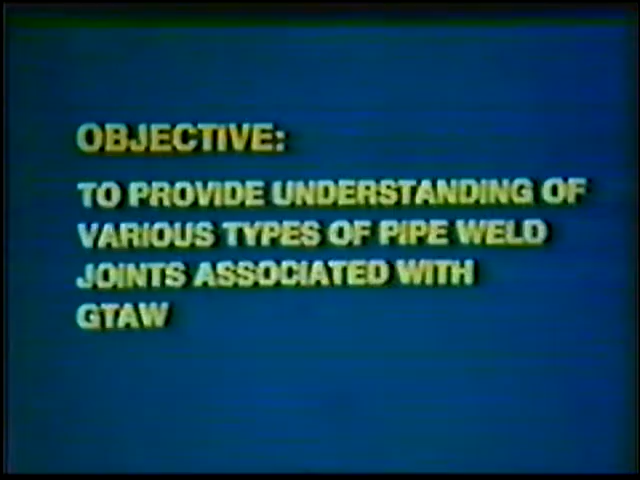 OBJECTIVE:
TO PROVIDE UNDERSTANDING OF
VARIOUS TYPES OF PIPE WELD
JOINTS ASSOCIATED WITH
GTAW